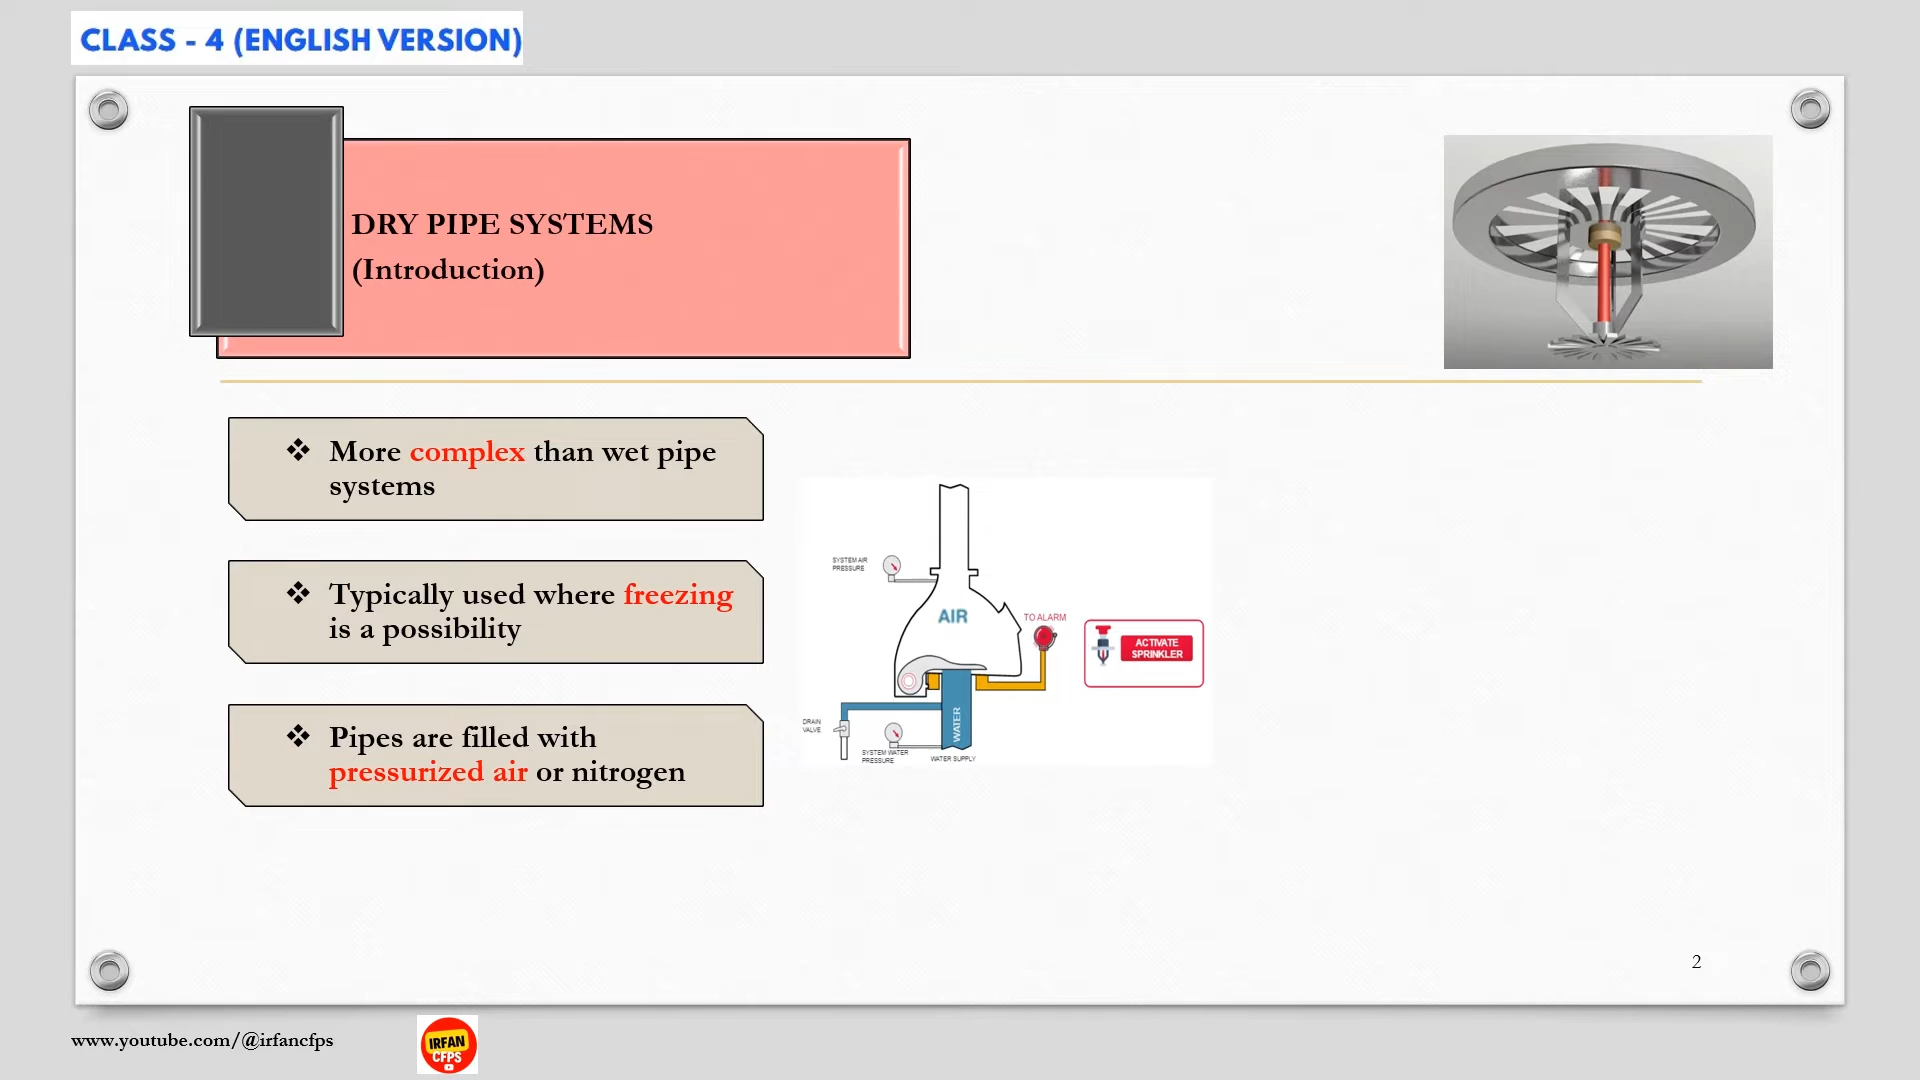 CLASS - 4 (ENGLISH VERSION)
DRY PIPE SYSTEMS
(Introduction)
❖ More complex than wet pipe
systems
❖ Typically used where freezing
is a possibility
❖ Pipes are filled with
pressurized air or nitrogen
SYSTEM AIR
PRESSURE
AIR
TO ALARM
ACTIVATE
SPRINKLER
DRAIN
VALVE
WATER
SYSTEM WATER
PRESSURE
WATER SUPPLY
2
www.youtube.com/@irfancfps
IRFAN
CFPS